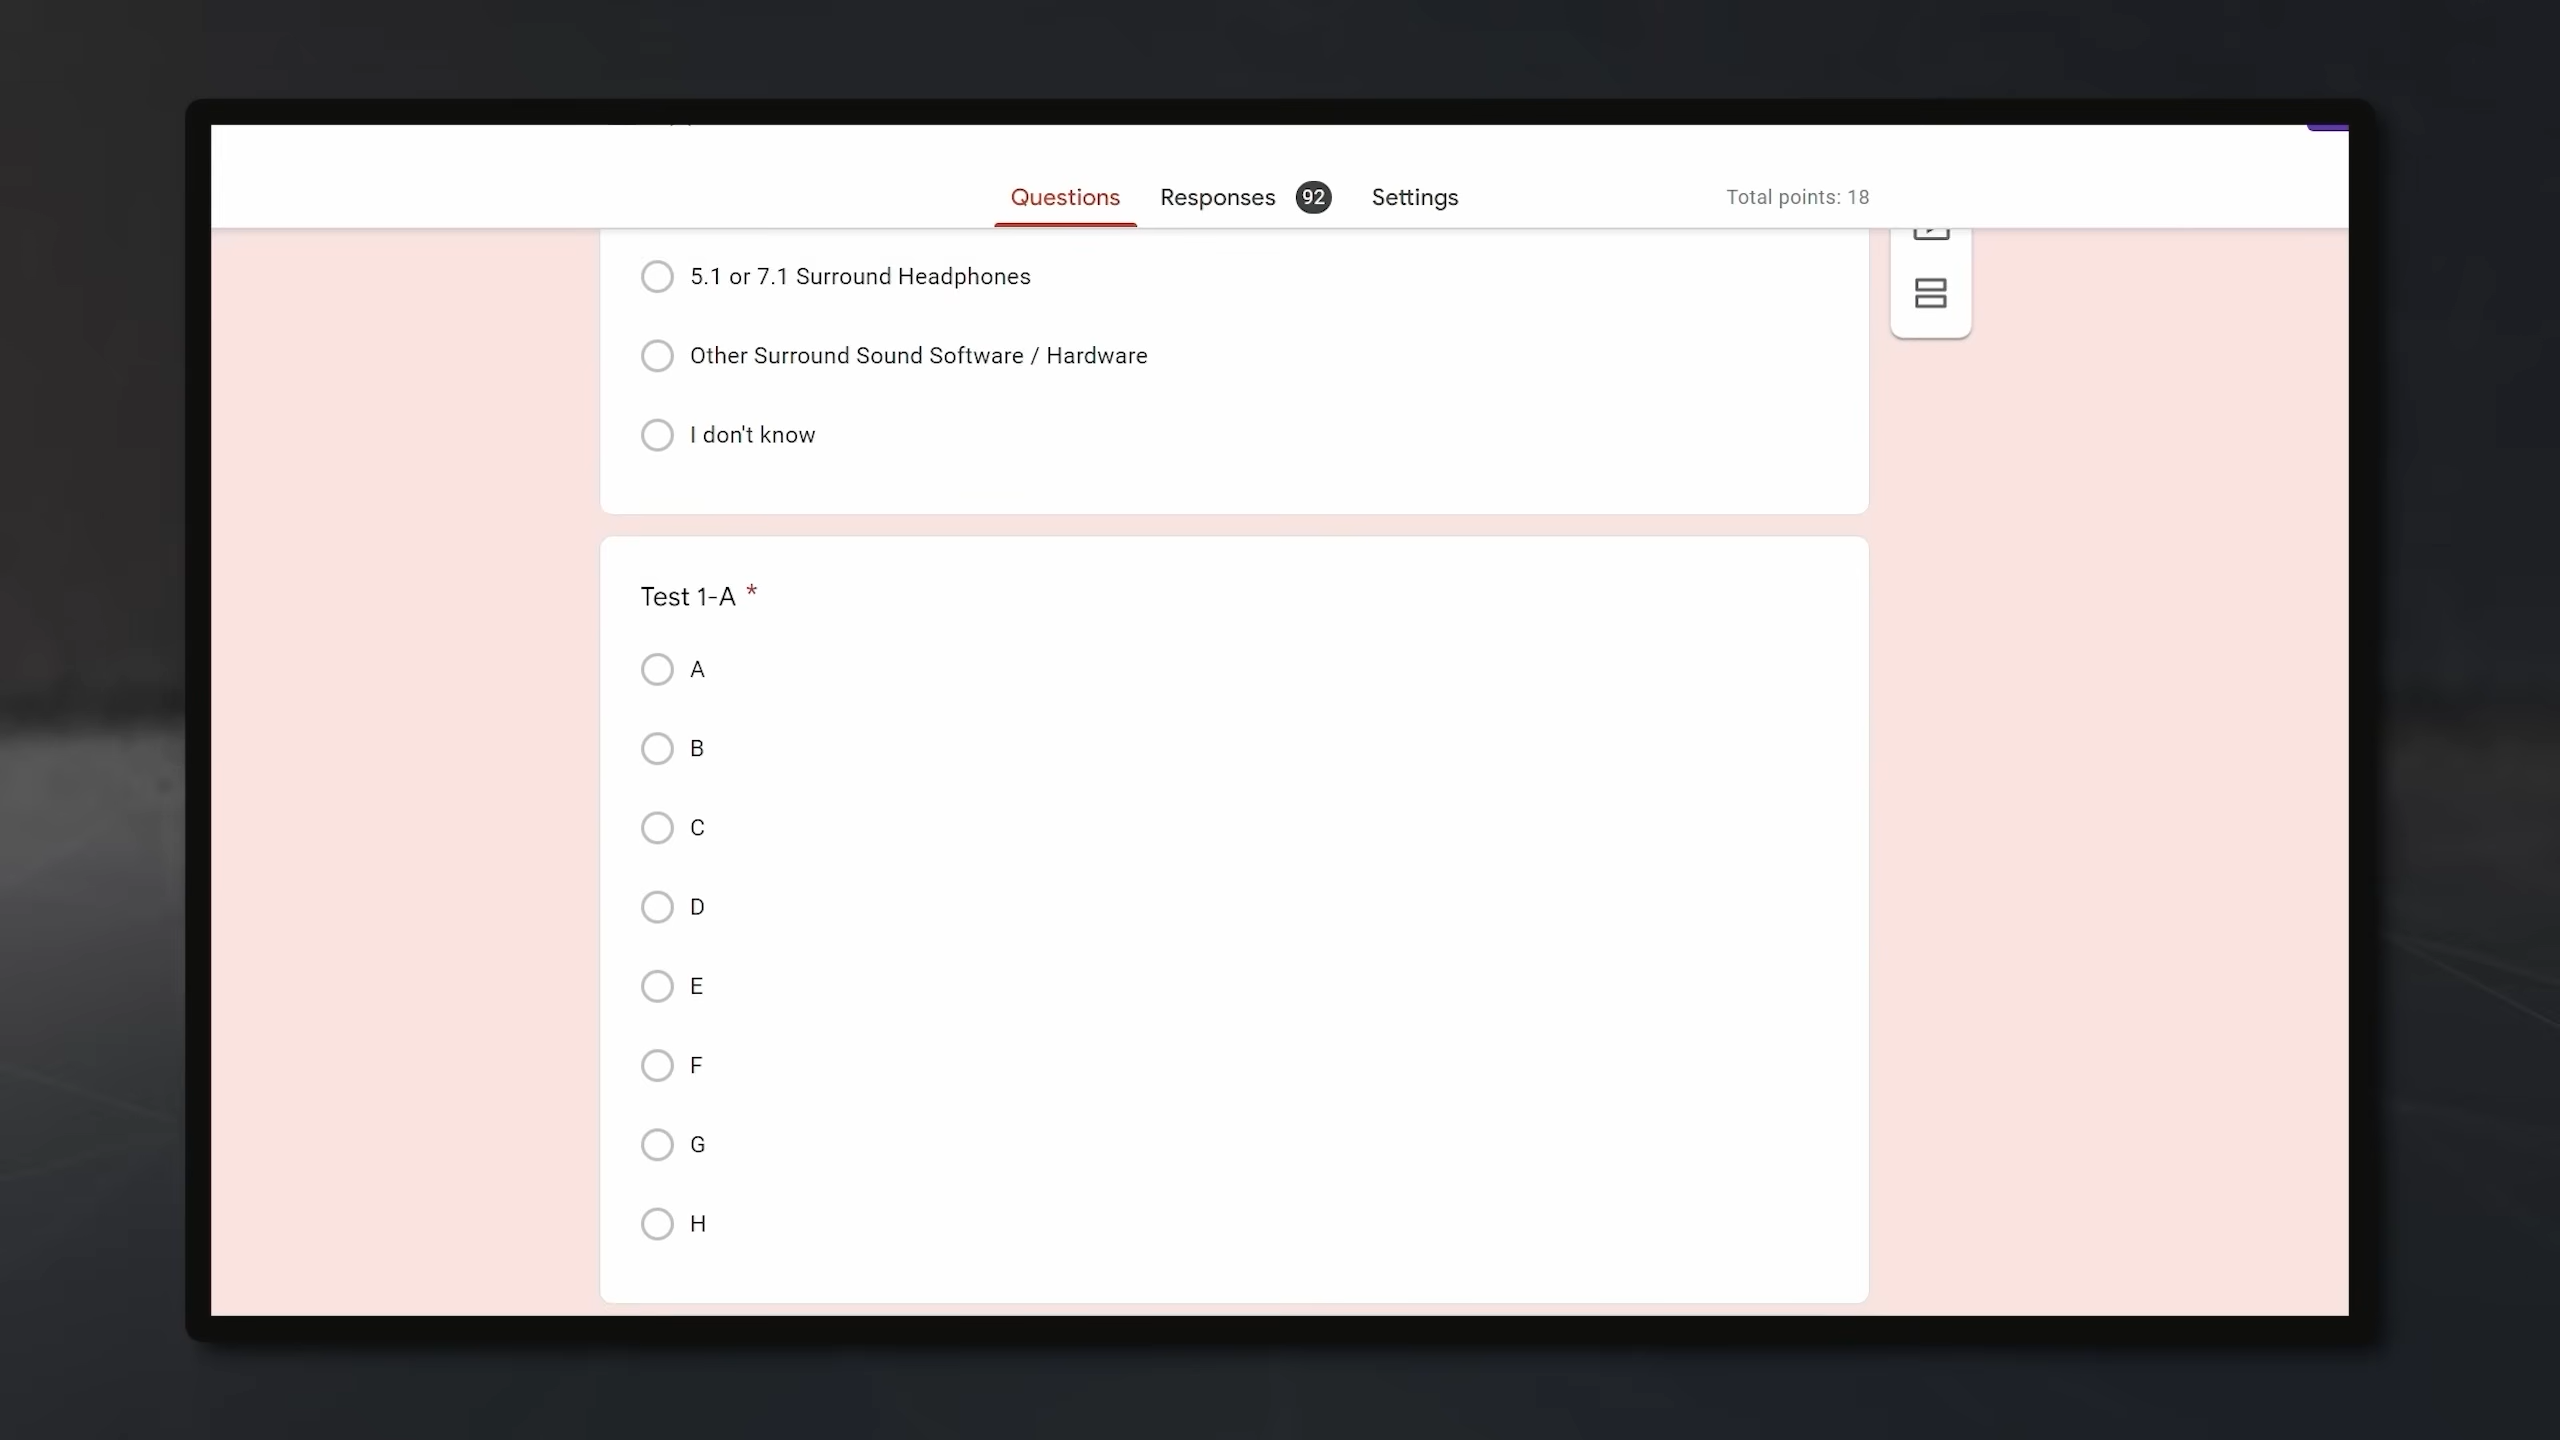 Questions Responses 92 Settings Total points: 18
5.1 or 7.1 Surround Headphones
Other Surround Sound Software / Hardware
I don't know
Test 1-A *
A
B
C
D
E
F
G
H